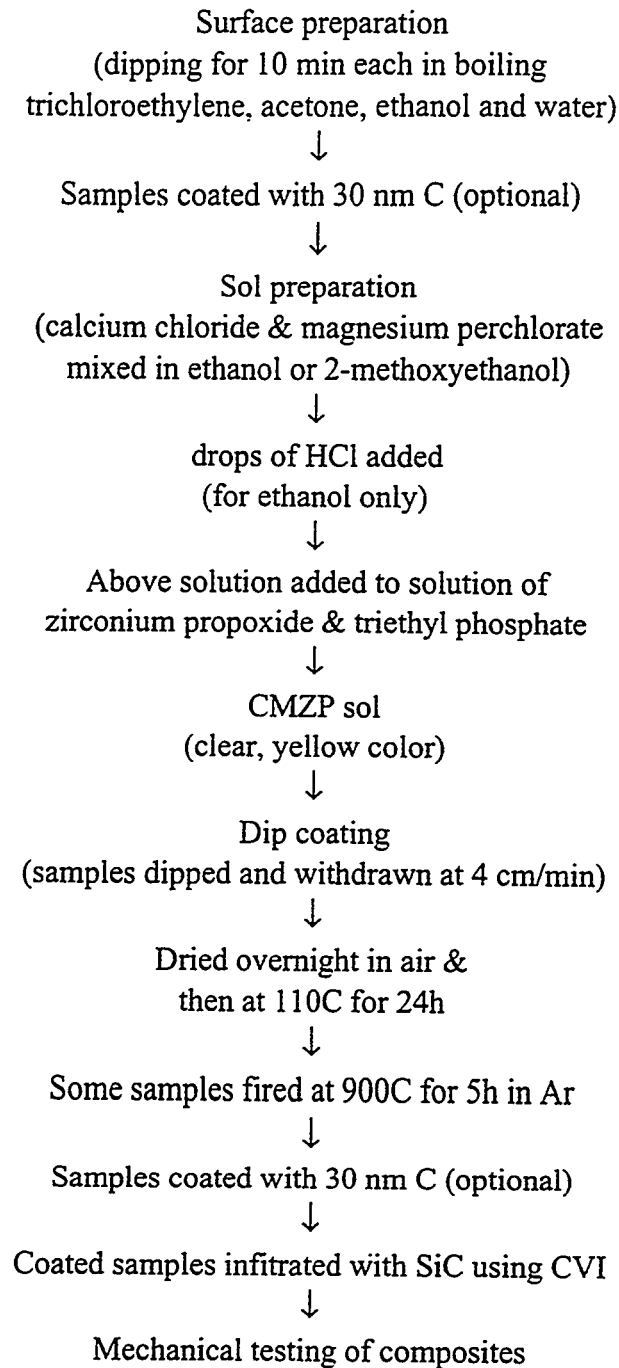 Surface preparation
(dipping for 10 min each in boiling
trichloroethylene, acetone, ethanol and water)
↓
Samples coated with 30 nm C (optional)
↓
Sol preparation
(calcium chloride & magnesium perchlorate
mixed in ethanol or 2-methoxyethanol)
↓
drops of HCl added
(for ethanol only)
↓
Above solution added to solution of
zirconium propoxide & triethyl phosphate
↓
CMZP sol
(clear, yellow color)
↓
Dip coating
(samples dipped and withdrawn at 4 cm/min)
↓
Dried overnight in air &
then at 110C for 24h
↓
Some samples fired at 900C for 5h in Ar
↓
Samples coated with 30 nm C (optional)
↓
Coated samples infitrated with SiC using CVI
↓
Mechanical testing of composites